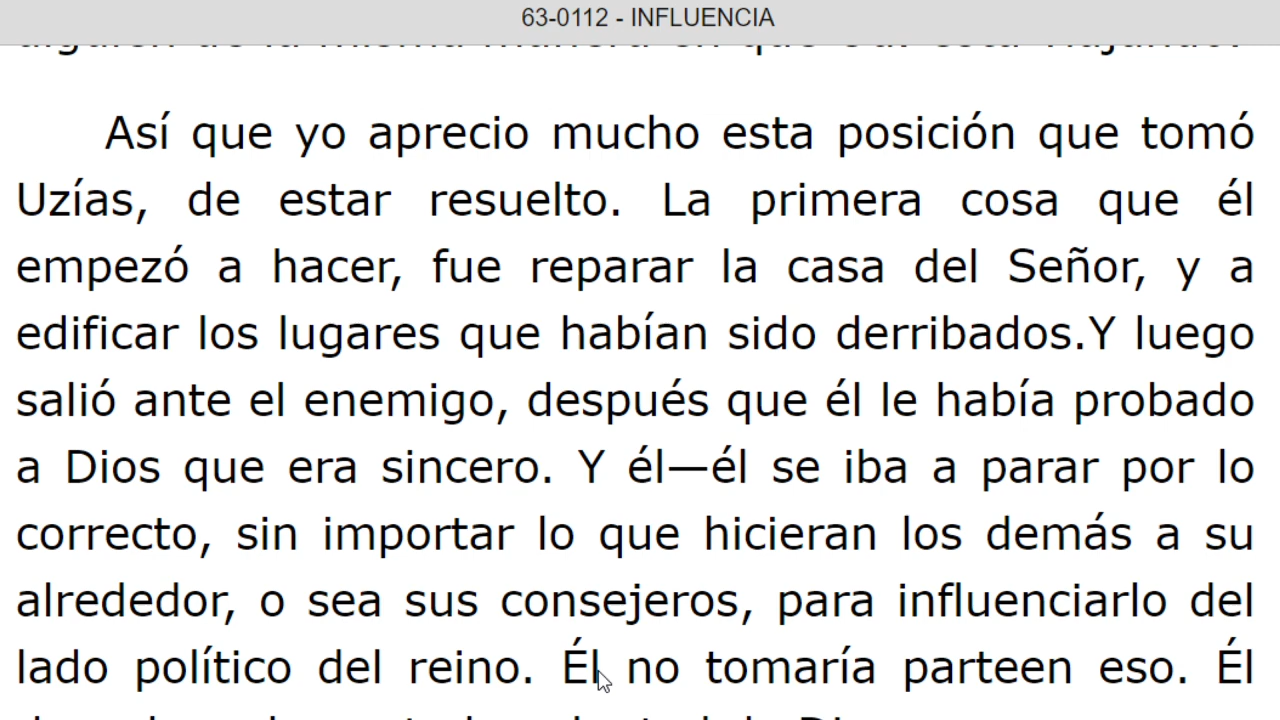 63-0112 - INFLUENCIA
Así que yo aprecio mucho esta posición que tomó
Uzías, de estar resuelto. La primera cosa que él
empezó a hacer, fue reparar la casa del Señor, y a
edificar los lugares que habían sido derribados.Y luego
salió ante el enemigo, después que él le había probado
a Dios que era sincero. Y él—él se iba a parar por lo
correcto, sin importar lo que hicieran los demás a su
alrededor, o sea sus consejeros, para influenciarlo del
lado político del reino. Él no tomaría parteen eso. Él